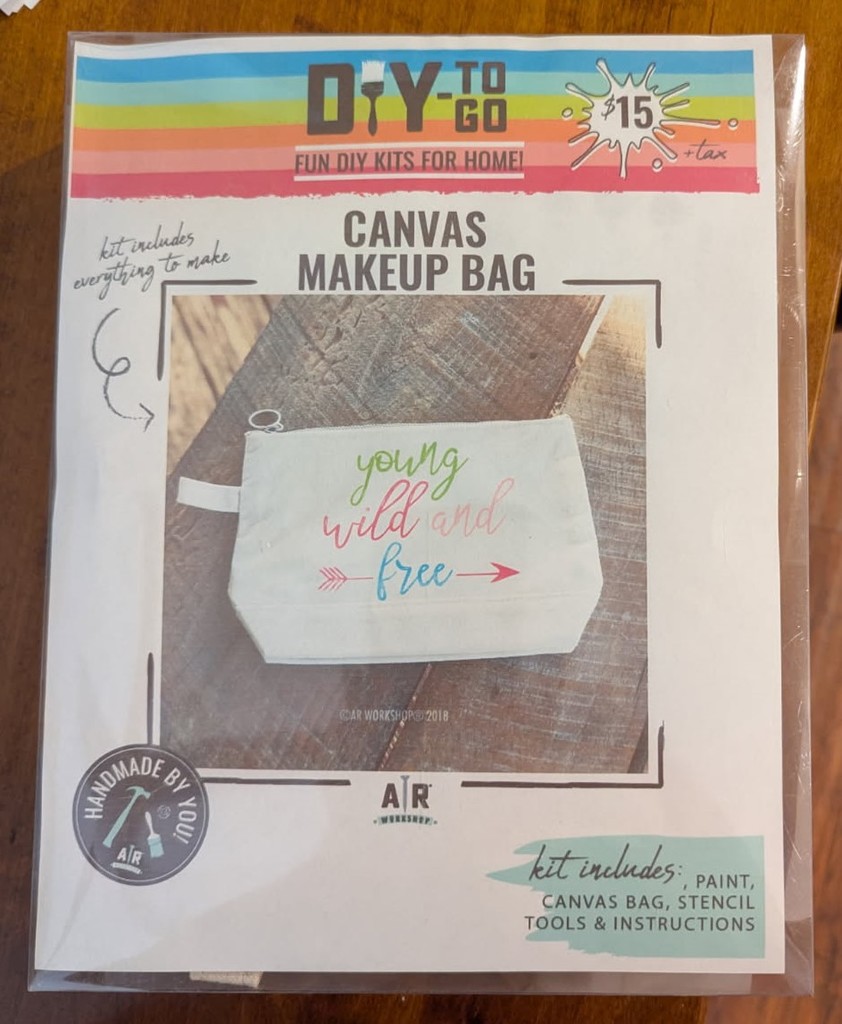 DIY-TO
GO
FUN DIY KITS FOR HOME!
$15
+tax
kit includes
everything to make
CANVAS
MAKEUP BAG
young
wild and
free
©AR WORKSHOP® 2018
HANDMADE BY YOU!
AR
AR
WORKSHOP
kit includes:
, PAINT,
CANVAS BAG, STENCIL
TOOLS & INSTRUCTIONS